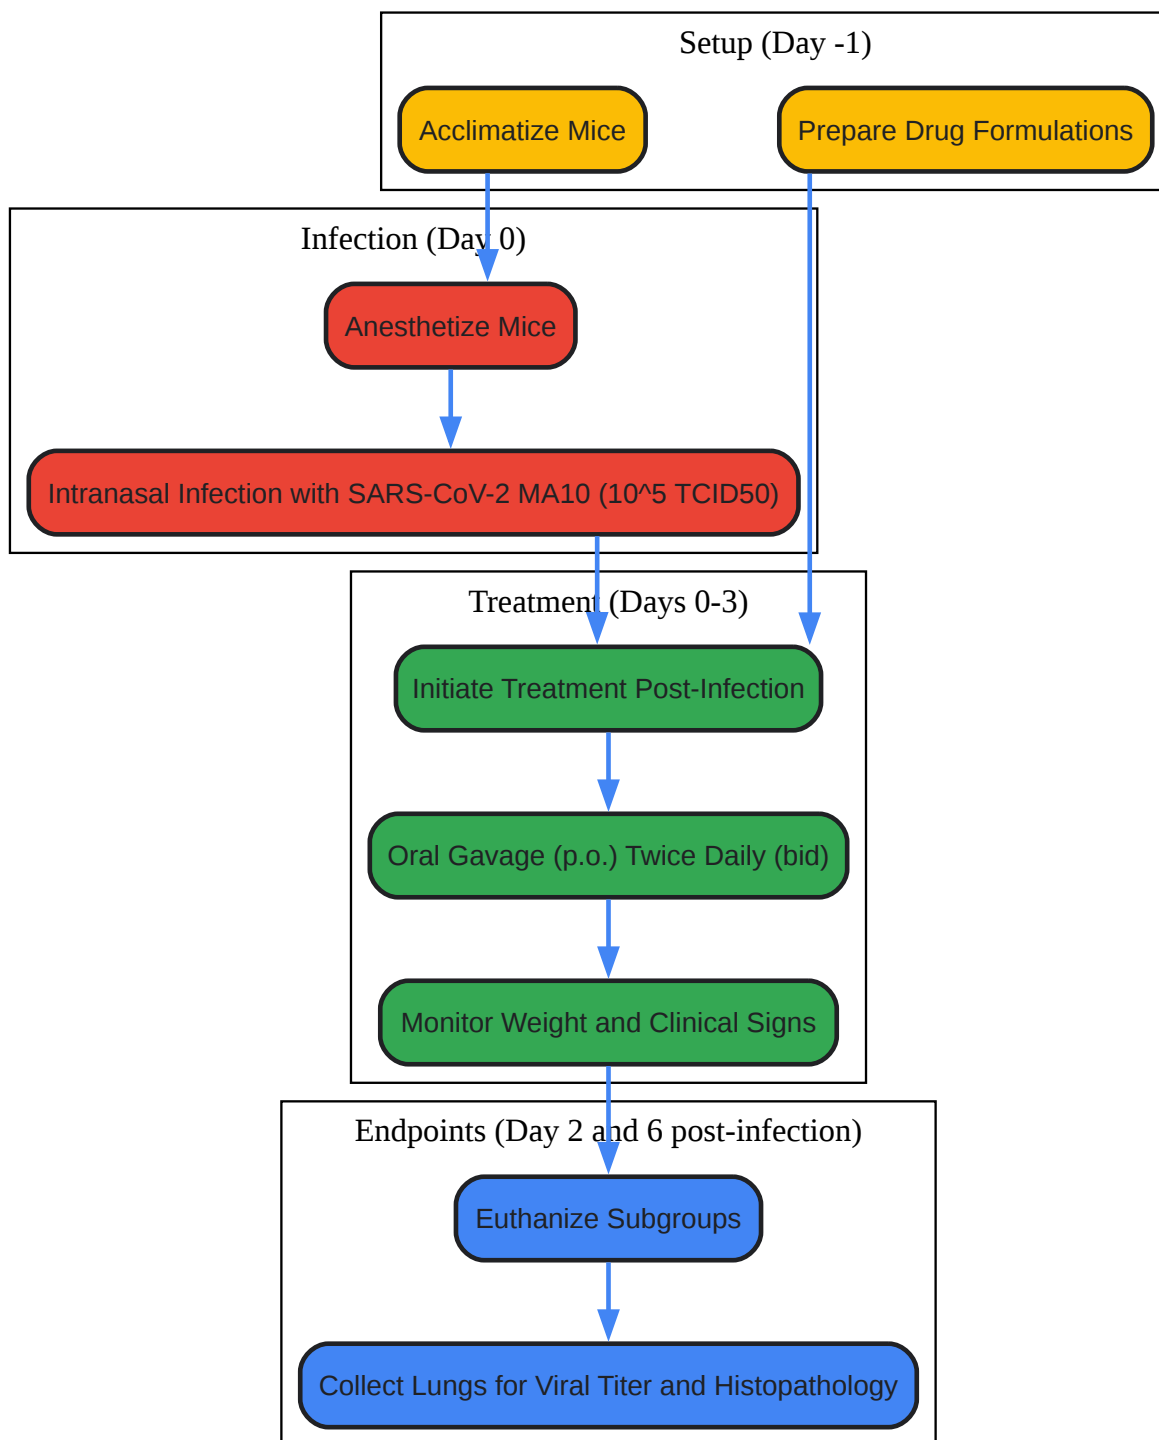 Setup (Day -1)
Acclimatize Mice
Prepare Drug Formulations
Infection (Day 0)
Anesthetize Mice
Intranasal Infection with SARS-CoV-2 MA10 (10^5 TCID50)
Treatment (Days 0-3)
Initiate Treatment Post-Infection
Oral Gavage (p.o.) Twice Daily (bid)
Monitor Weight and Clinical Signs
Endpoints (Day 2 and 6 post-infection)
Euthanize Subgroups
Collect Lungs for Viral Titer and Histopathology